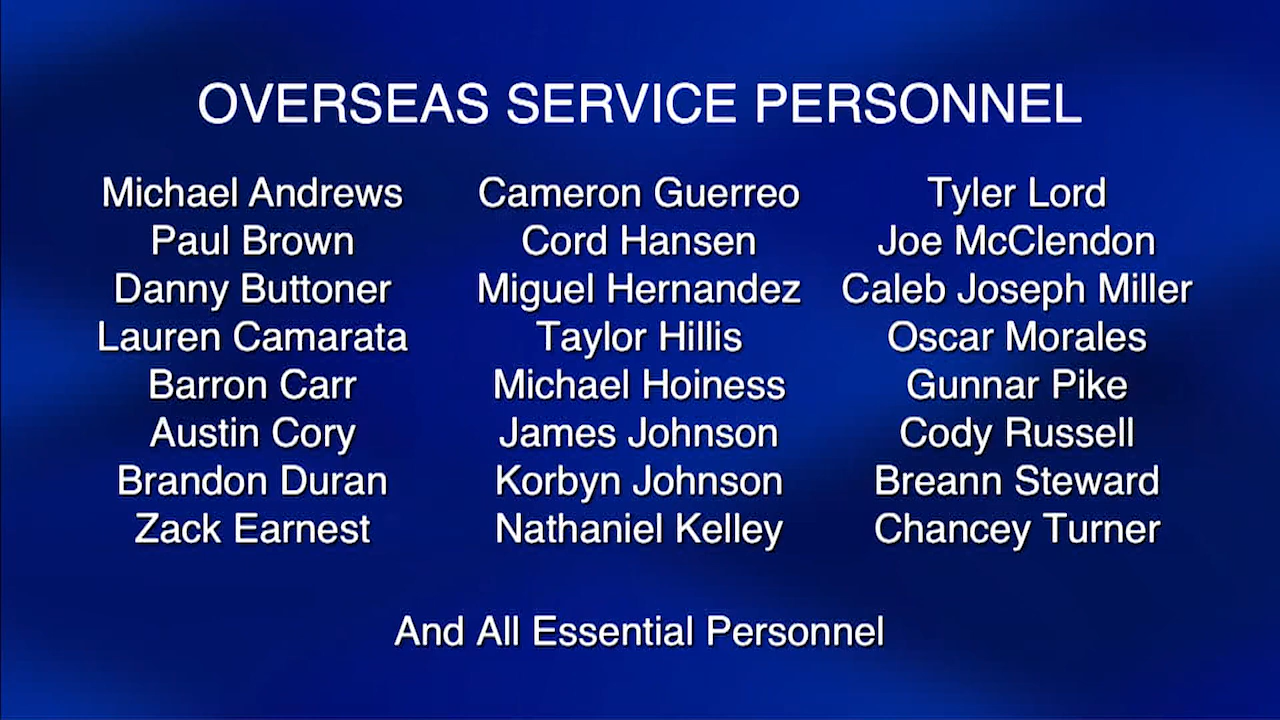 OVERSEAS SERVICE PERSONNEL
Michael Andrews
Paul Brown
Danny Buttoner
Lauren Camarata
Barron Carr
Austin Cory
Brandon Duran
Zack Earnest
Cameron Guerreo
Cord Hansen
Miguel Hernandez
Taylor Hillis
Michael Hoiness
James Johnson
Korbyn Johnson
Nathaniel Kelley
Tyler Lord
Joe McClendon
Caleb Joseph Miller
Oscar Morales
Gunnar Pike
Cody Russell
Breann Steward
Chancey Turner
And All Essential Personnel